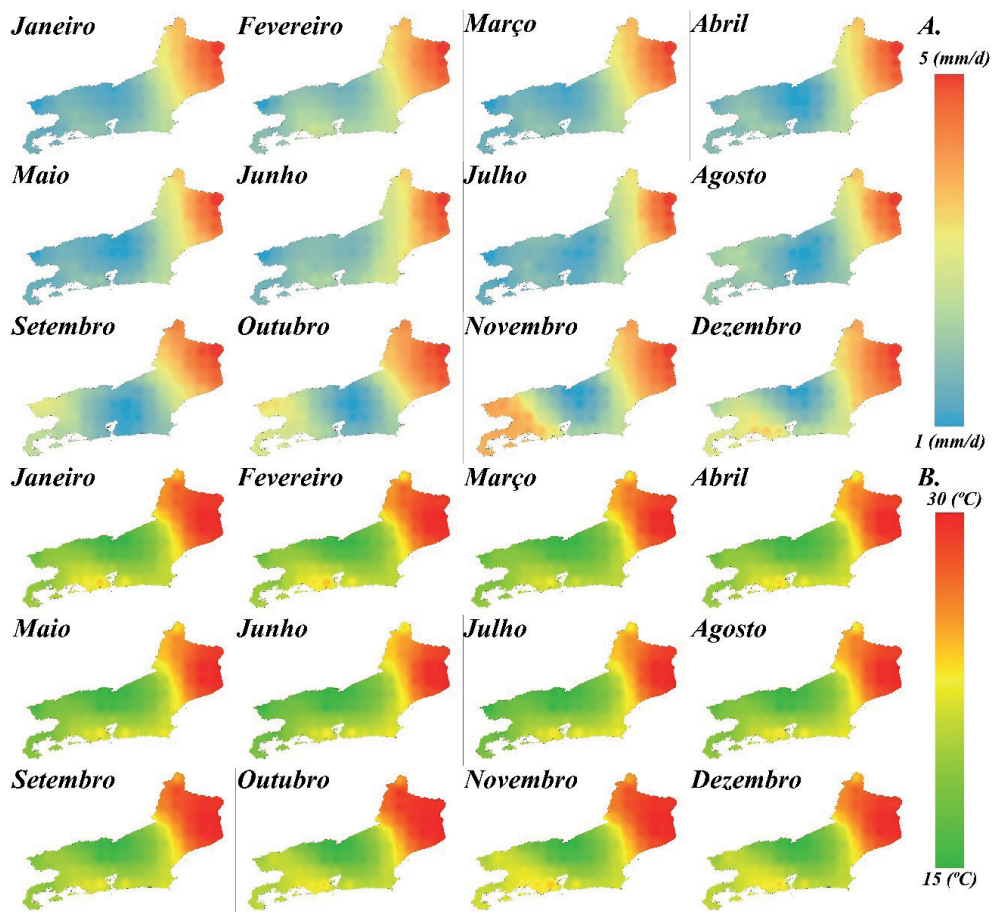 Janeiro Fevereiro Março Abril A.
5 (mm/d)
Maio Junho Julho Agosto
Setembro Outubro Novembro Dezembro
1 (mm/d)
Janeiro Fevereiro Março Abril B.
30 (ºC)
Maio Junho Julho Agosto
Setembro Outubro Novembro Dezembro
15 (ºC)